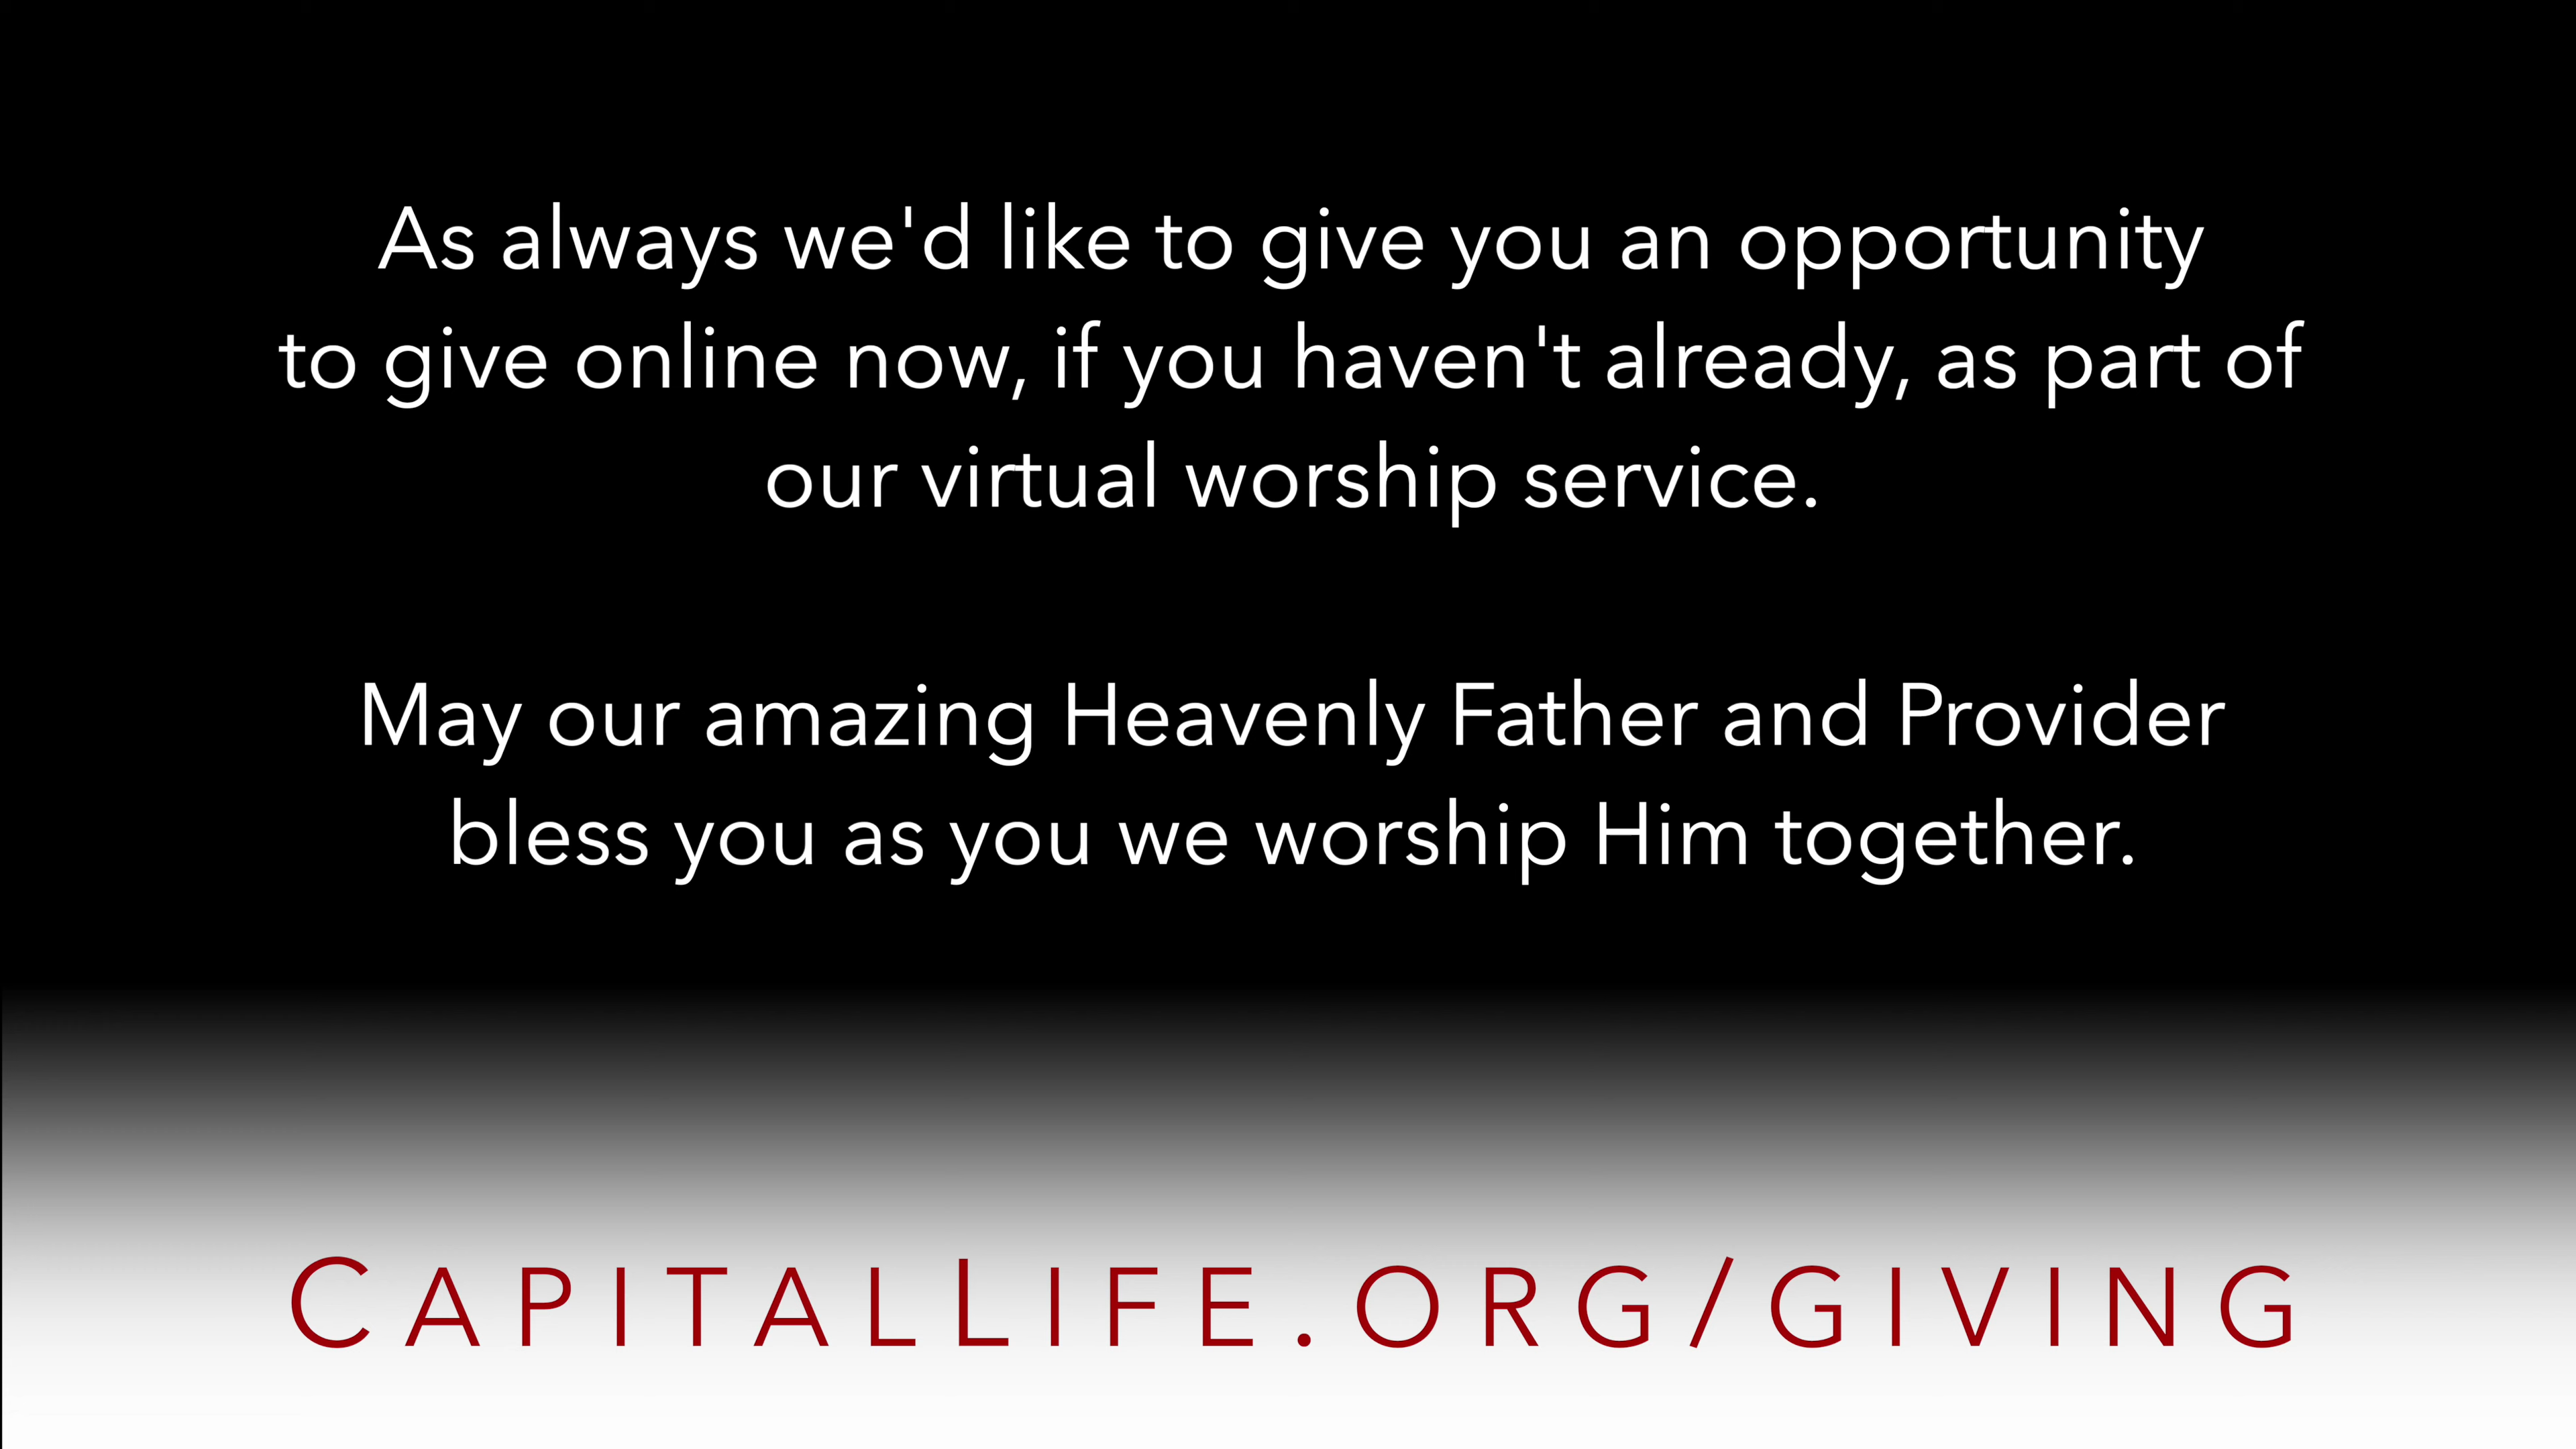 As always we'd like to give you an opportunity
to give online now, if you haven't already, as part of
our virtual worship service.
May our amazing Heavenly Father and Provider
bless you as you we worship Him together.
CAPITALLIFE.ORG/GIVING